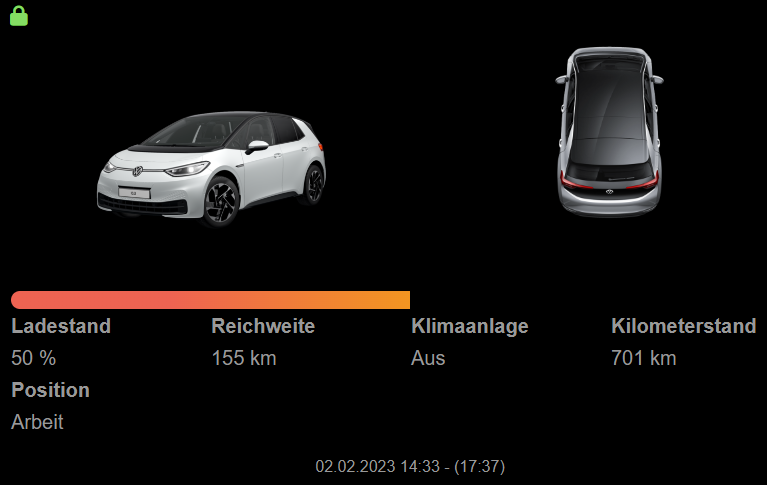 Ladestand Reichweite Klimaanlage Kilometerstand
50 % 155 km Aus 701 km
Position
Arbeit
02.02.2023 14:33 - (17:37)